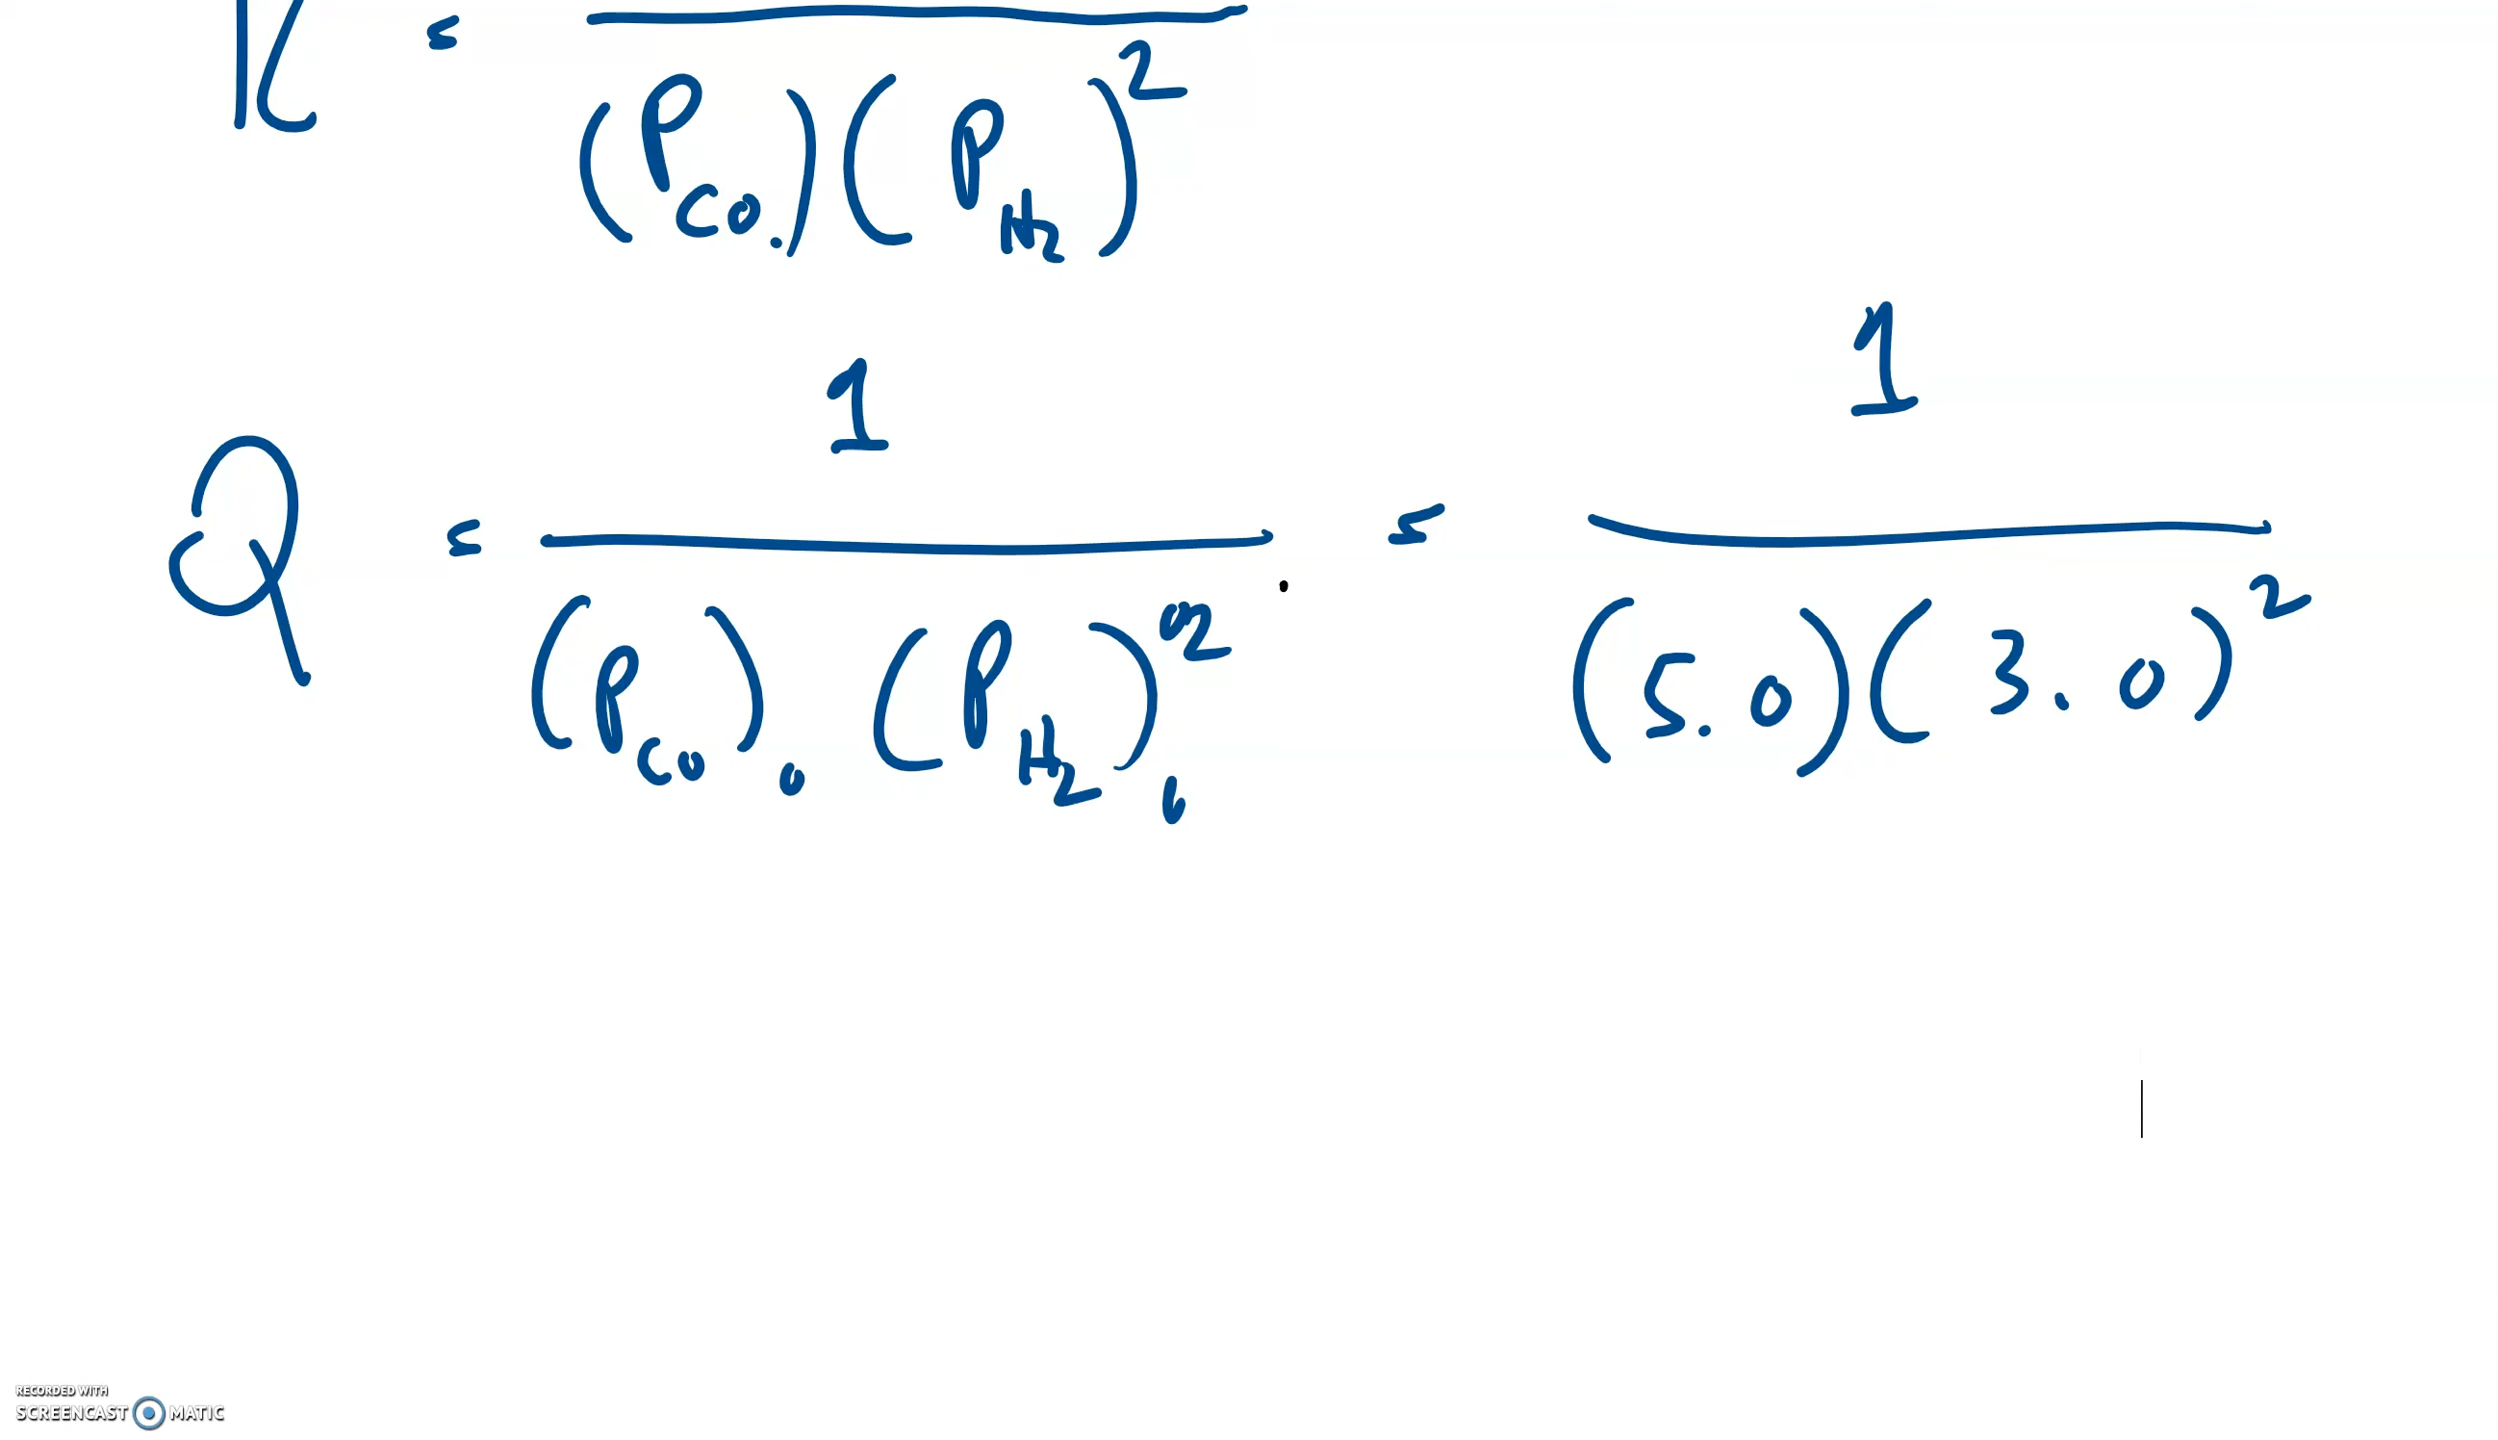 K = 
(P_CO)(P_H2)^2
Q = 1 / (P_CO)_0 (P_H2)_0^2 = 1 / (5.0)(3.0)^2
RECORDED WITH
SCREENCAST MATIC